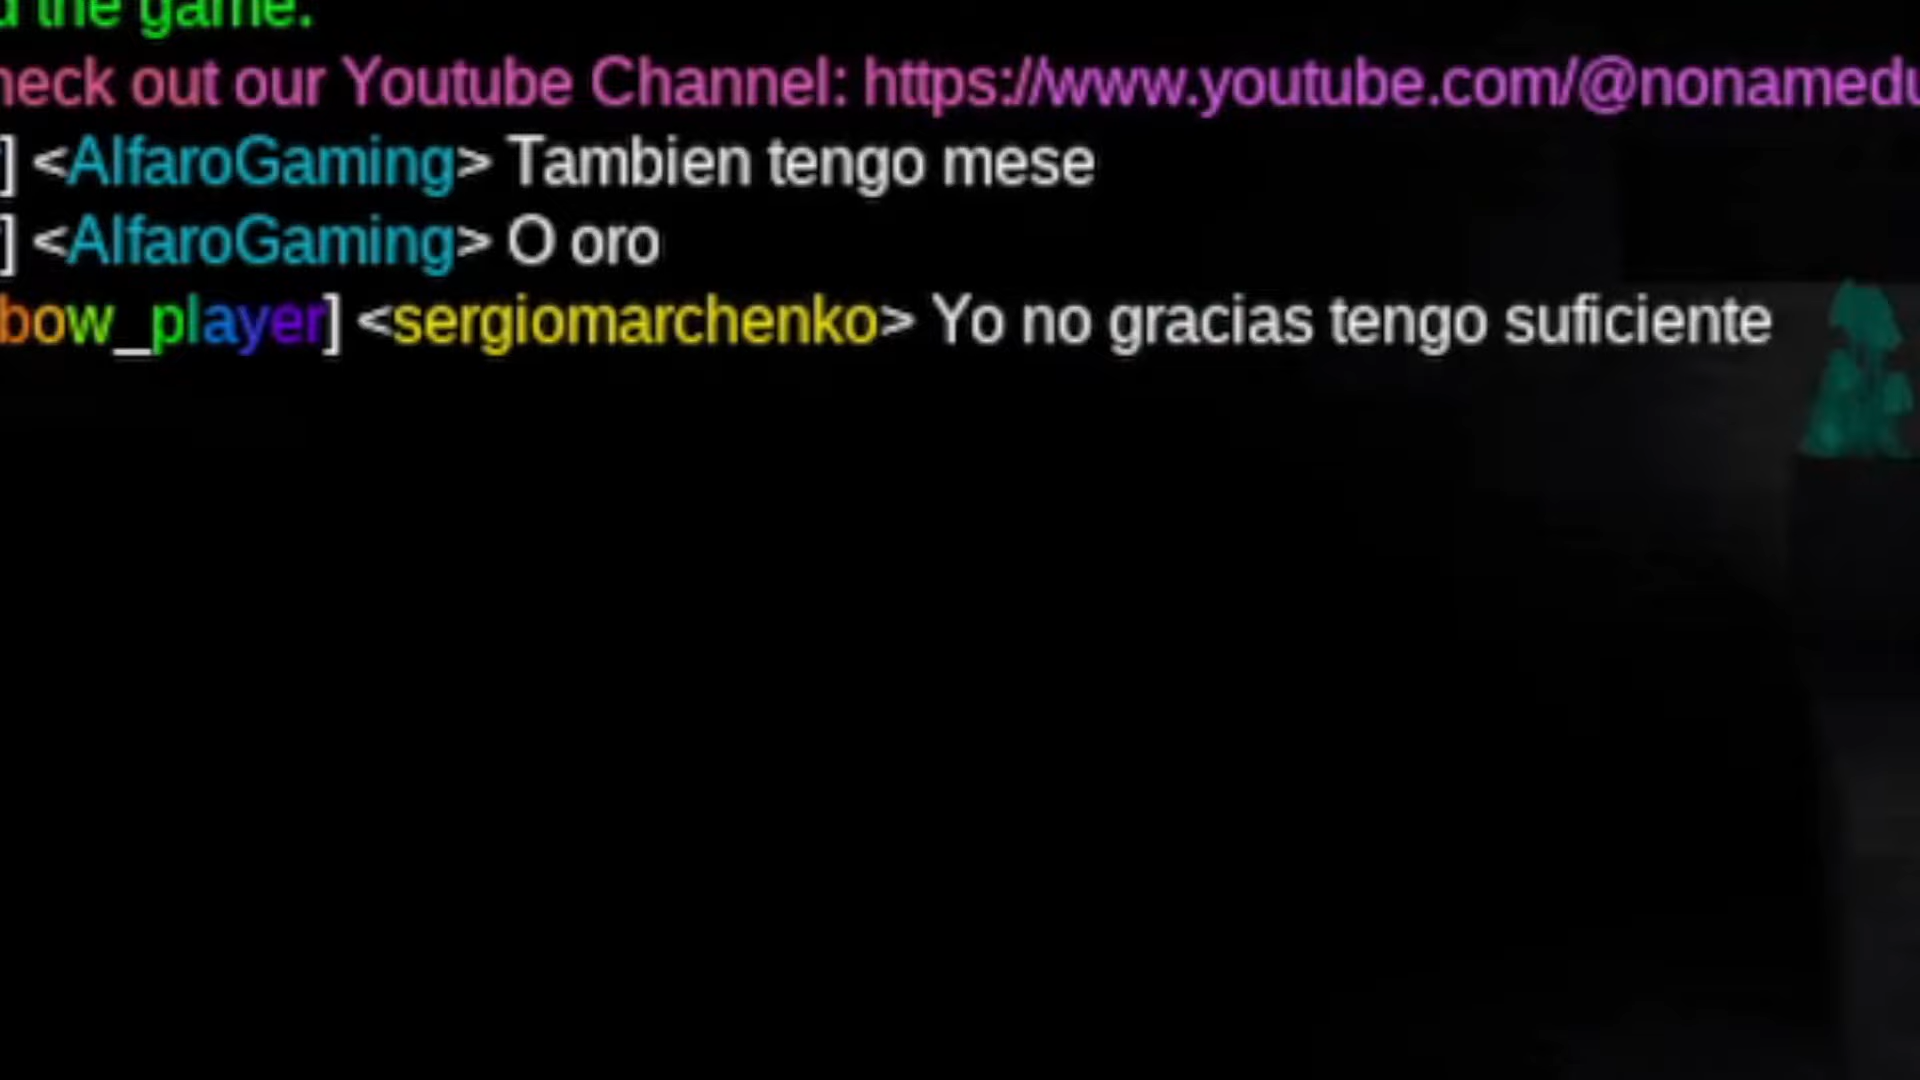 the game.
out our Youtube Channel: https://www.youtube.com/@nonamedu
] <AlfaroGaming> Tambien tengo mese
] <AlfaroGaming> O oro
bow_player] <sergiomarchenko> Yo no gracias tengo suficiente